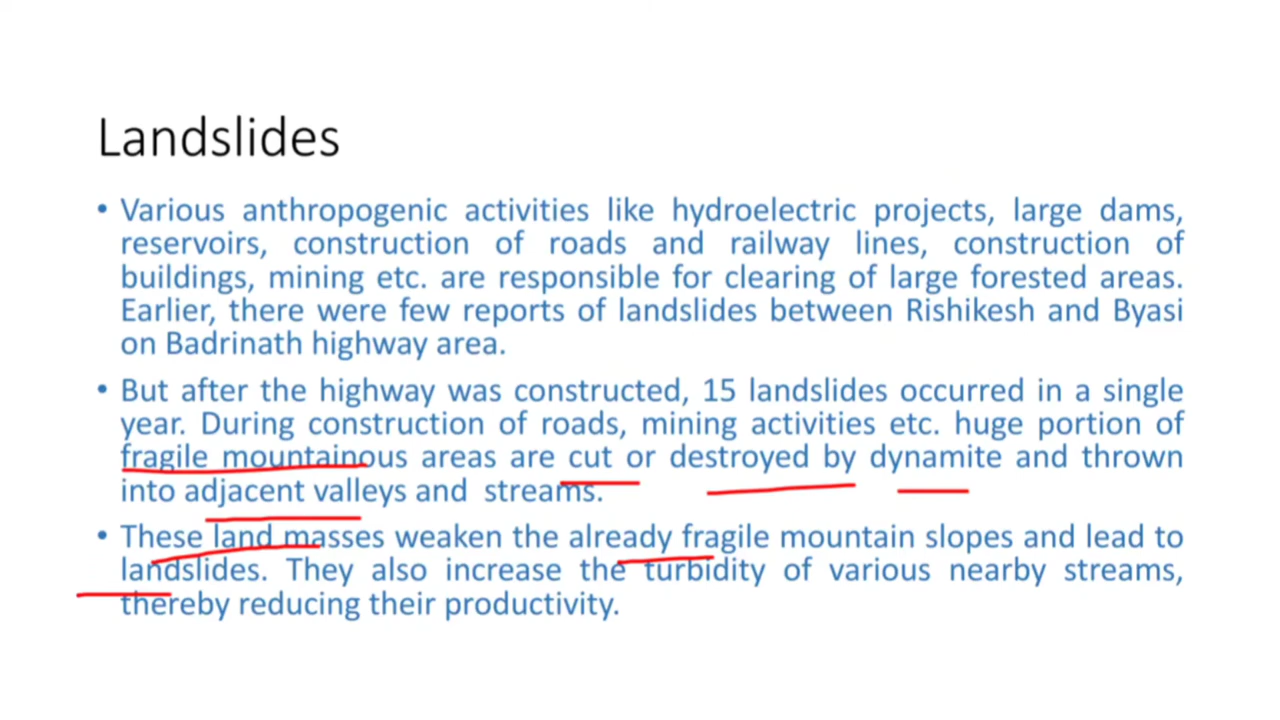 Landslides
• Various anthropogenic activities like hydroelectric projects, large dams,
reservoirs, construction of roads and railway lines, construction of
buildings, mining etc. are responsible for clearing of large forested areas.
Earlier, there were few reports of landslides between Rishikesh and Byasi
on Badrinath highway area.
• But after the highway was constructed, 15 landslides occurred in a single
year. During construction of roads, mining activities etc. huge portion of
fragile mountainous areas are cut or destroyed by dynamite and thrown
into adjacent valleys and streams.
• These land masses weaken the already fragile mountain slopes and lead to
landslides. They also increase the turbidity of various nearby streams,
thereby reducing their productivity.